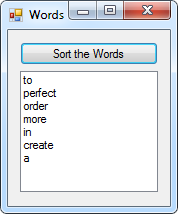 Words
Sort the Words
to
perfect
order
more
in
create
a